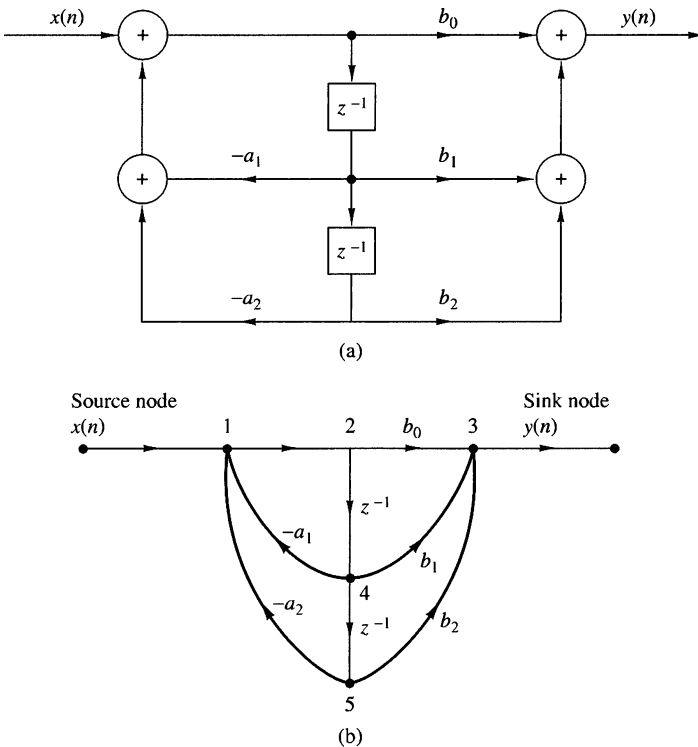 x(n) + b₀ + y(n)
z⁻¹
+ −a₁ b₁ +
z⁻¹
−a₂ b₂
(a)
Source node Sink node
x(n) 1 2 b₀ 3 y(n)
z⁻¹
−a₁ b₁
4
−a₂ z⁻¹ b₂
5
(b)